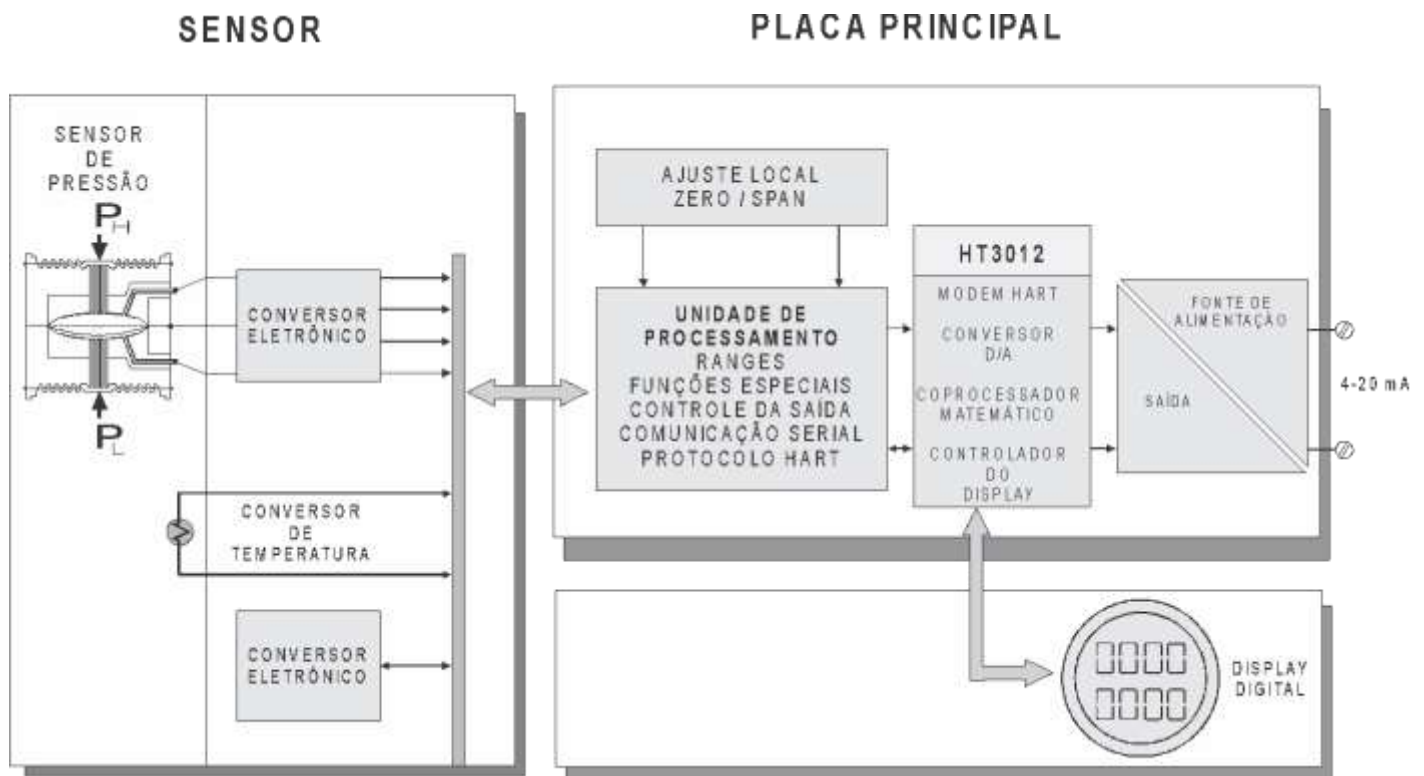 SENSOR
PLACA PRINCIPAL
SENSOR
DE
PRESSÃO
PH
PL
CONVERSOR
ELETRÔNICO
CONVERSOR
DE
TEMPERATURA
CONVERSOR
ELETRÔNICO
AJUSTE LOCAL
ZERO / SPAN
UNIDADE DE
PROCESSAMENTO
RANGES
FUNÇÕES ESPECIAIS
CONTROLE DA SAÍDA
COMUNICAÇÃO SERIAL
PROTOCOLO HART
HT3012
MODEM HART
CONVERSOR
D/A
COPROCESSADOR
MATEMÁTICO
CONTROLADOR
DO
DISPLAY
FONTE DE
ALIMENTAÇÃO
SAÍDA
4-20 mA
0000
0000
DISPLAY
DIGITAL